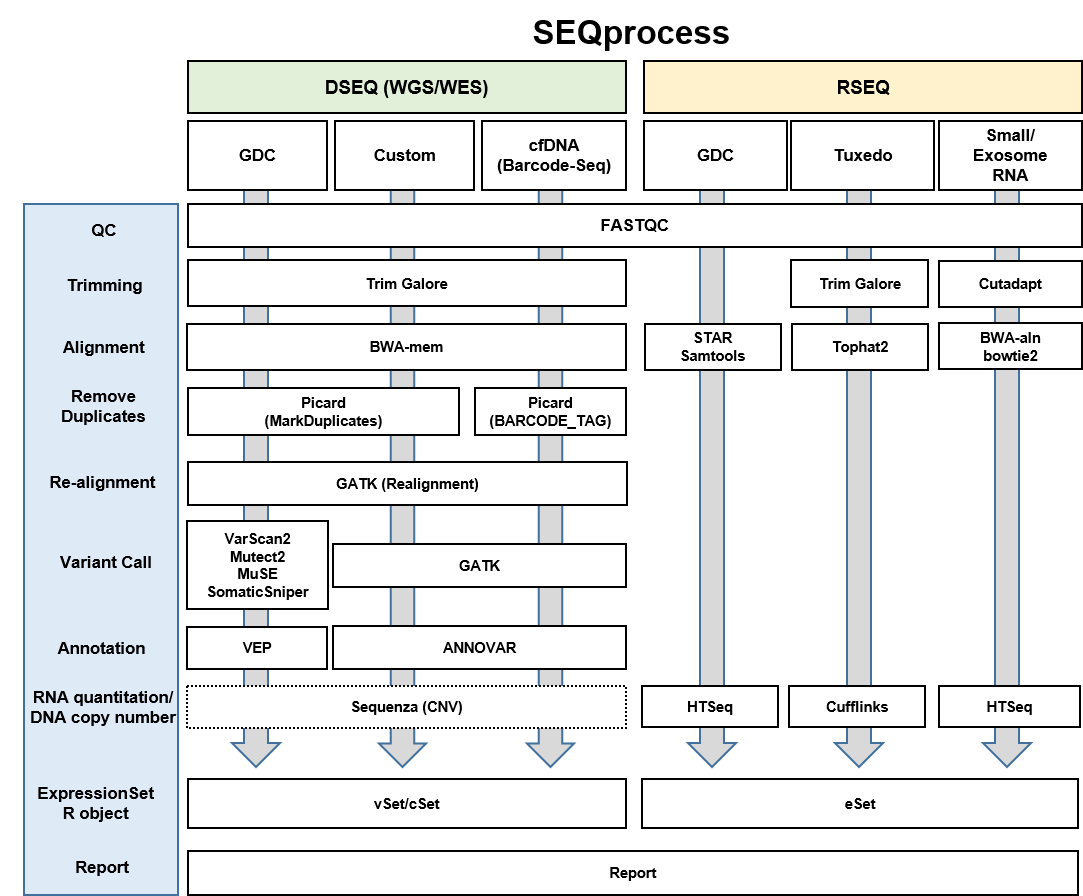 SEQprocess
DSEQ (WGS/WES)
RSEQ
GDC
Custom
cfDNA
(Barcode-Seq)
GDC
Tuxedo
Small/
Exosome
RNA
QC
FASTQC
Trimming
Trim Galore
Trim Galore
Cutadapt
Alignment
BWA-mem
STAR
Samtools
Tophat2
BWA-aln
bowtie2
Remove
Duplicates
Picard
(MarkDuplicates)
Picard
(BARCODE_TAG)
Re-alignment
GATK (Realignment)
Variant Call
VarScan2
Mutect2
MuSE
SomaticSniper
GATK
Annotation
VEP
ANNOVAR
RNA quantitation/
DNA copy number
Sequenza (CNV)
HTSeq
Cufflinks
HTSeq
ExpressionSet
R object
vSet/cSet
eSet
Report
Report